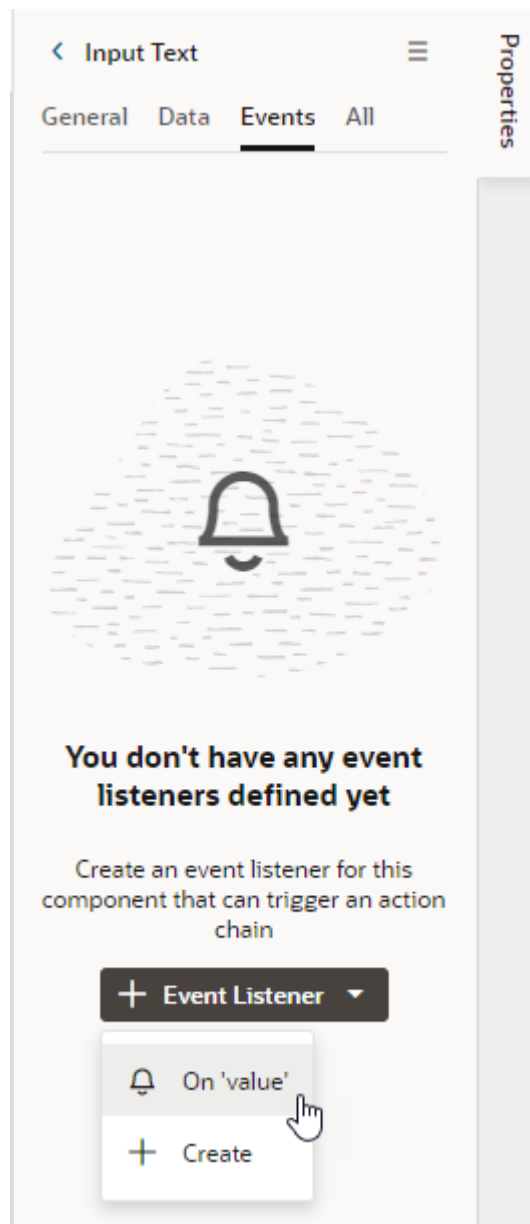 Input Text
Properties
General Data Events All
You don't have any event
listeners defined yet
Create an event listener for this
component that can trigger an action
chain
Event Listener
On 'value'
Create